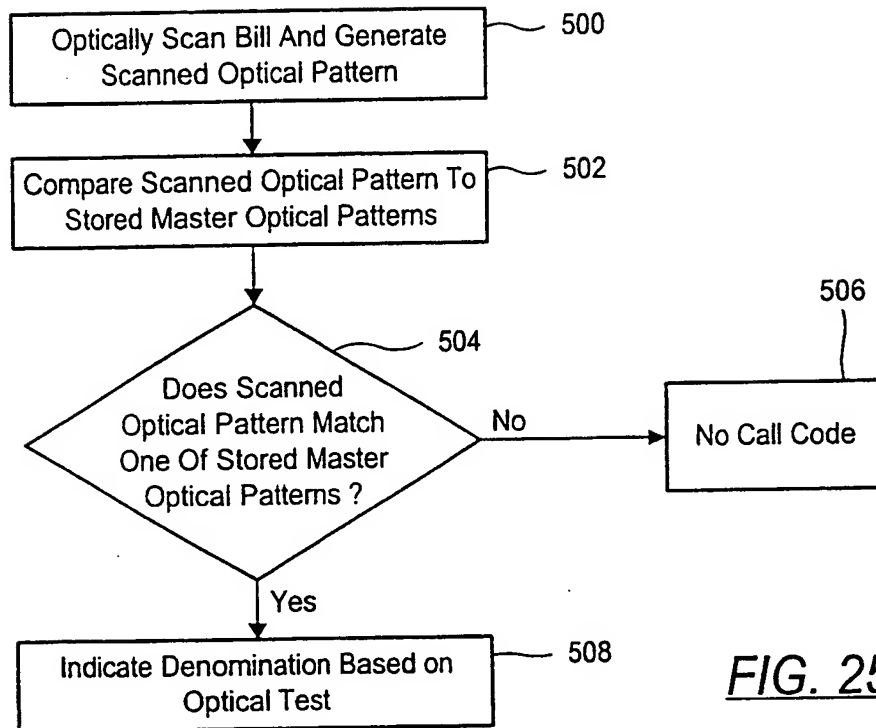 Optically Scan Bill And Generate
Scanned Optical Pattern
500
Compare Scanned Optical Pattern To
Stored Master Optical Patterns
502
504
Does Scanned
Optical Pattern Match
One Of Stored Master
Optical Patterns ?
No
506
No Call Code
Yes
Indicate Denomination Based on
Optical Test
508
FIG. 25